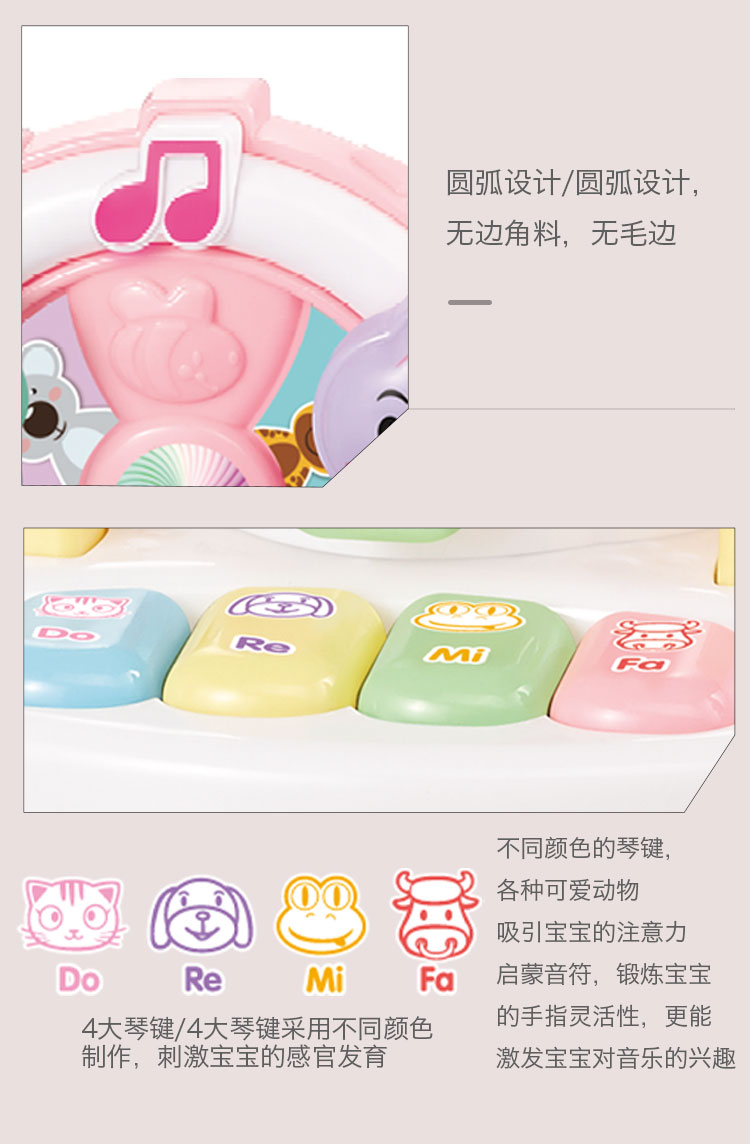 圆弧设计/圆弧设计，
无边角料，无毛边
Do
Re
Mi
Fa
不同颜色的琴键，
各种可爱动物
吸引宝宝的注意力
启蒙音符，锻炼宝宝
的手指灵活性，更能
激发宝宝对音乐的兴趣
Do
Re
Mi
Fa
4大琴键/4大琴键采用不同颜色
制作，刺激宝宝的感官发育